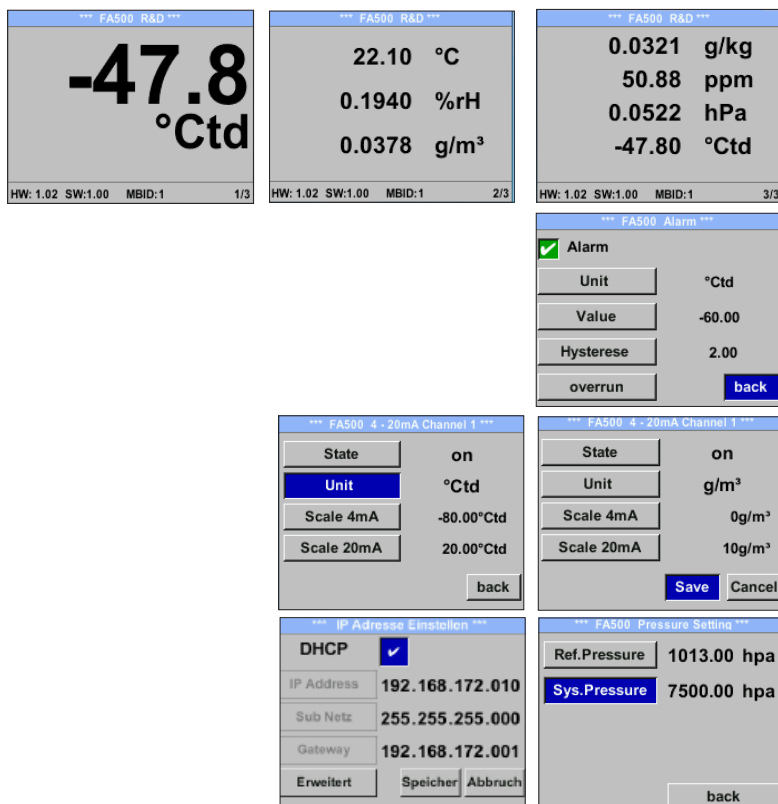 *** FA500 R&D ***
-47.8
°Ctd
HW: 1.02 SW:1.00 MBID:1 1/3
*** FA500 R&D ***
22.10 °C
0.1940 %rH
0.0378 g/m³
HW: 1.02 SW:1.00 MBID:1 2/3
*** FA500 R&D ***
0.0321 g/kg
50.88 ppm
0.0522 hPa
-47.80 °Ctd
HW: 1.02 SW:1.00 MBID:1 3/3
*** FA500 Alarm ***
Alarm
Unit °Ctd
Value -60.00
Hysterese 2.00
overrun back
*** FA500 4 - 20mA Channel 1 ***
State on
Unit °Ctd
Scale 4mA -80.00°Ctd
Scale 20mA 20.00°Ctd
back
*** FA500 4 - 20mA Channel 1 ***
State on
Unit g/m³
Scale 4mA 0g/m³
Scale 20mA 10g/m³
Save Cancel
*** IP Adresse Einstellen ***
DHCP
IP Address 192.168.172.010
Sub Netz 255.255.255.000
Gateway 192.168.172.001
Erweitert Speicher Abbruch
*** FA500 Pressure Setting ***
Ref.Pressure 1013.00 hpa
Sys.Pressure 7500.00 hpa
back